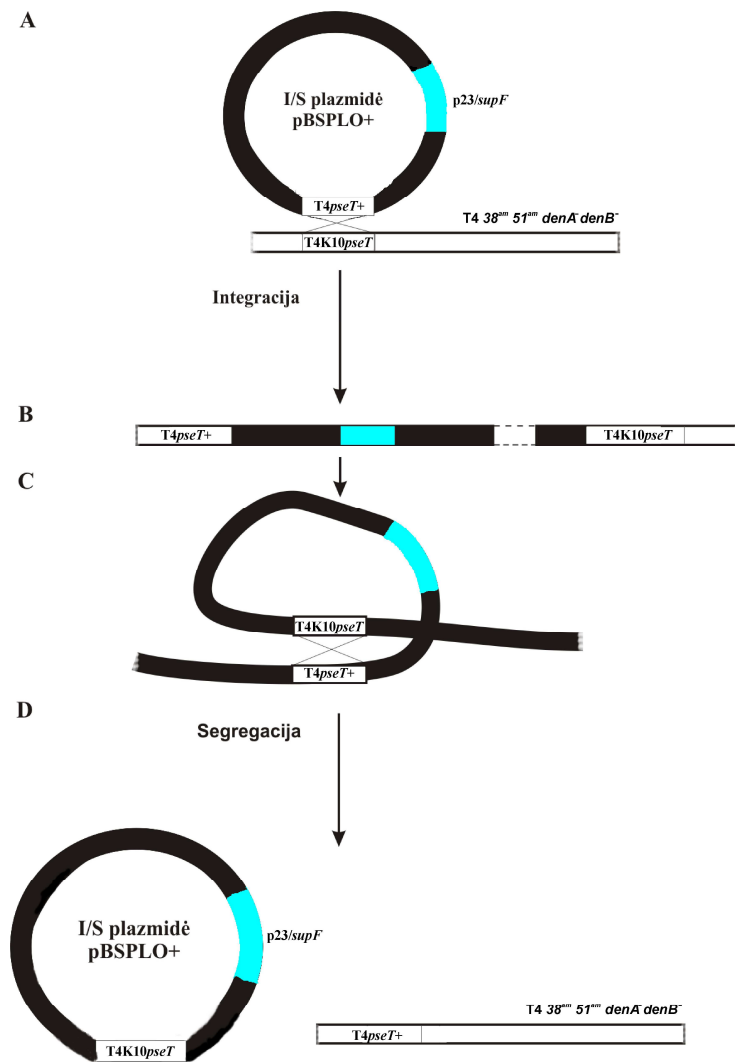 A
I/S plazmidė
pBSPLO+
p23/supF
T4pseT+
T4 38am 51am denA- denB-
T4K10pseT
Integracija
B
T4pseT+
T4K10pseT
C
T4K10pseT
T4pseT+
D
Segregacija
I/S plazmidė
pBSPLO+
p23/supF
T4K10pseT
T4 38am 51am denA- denB-
T4pseT+